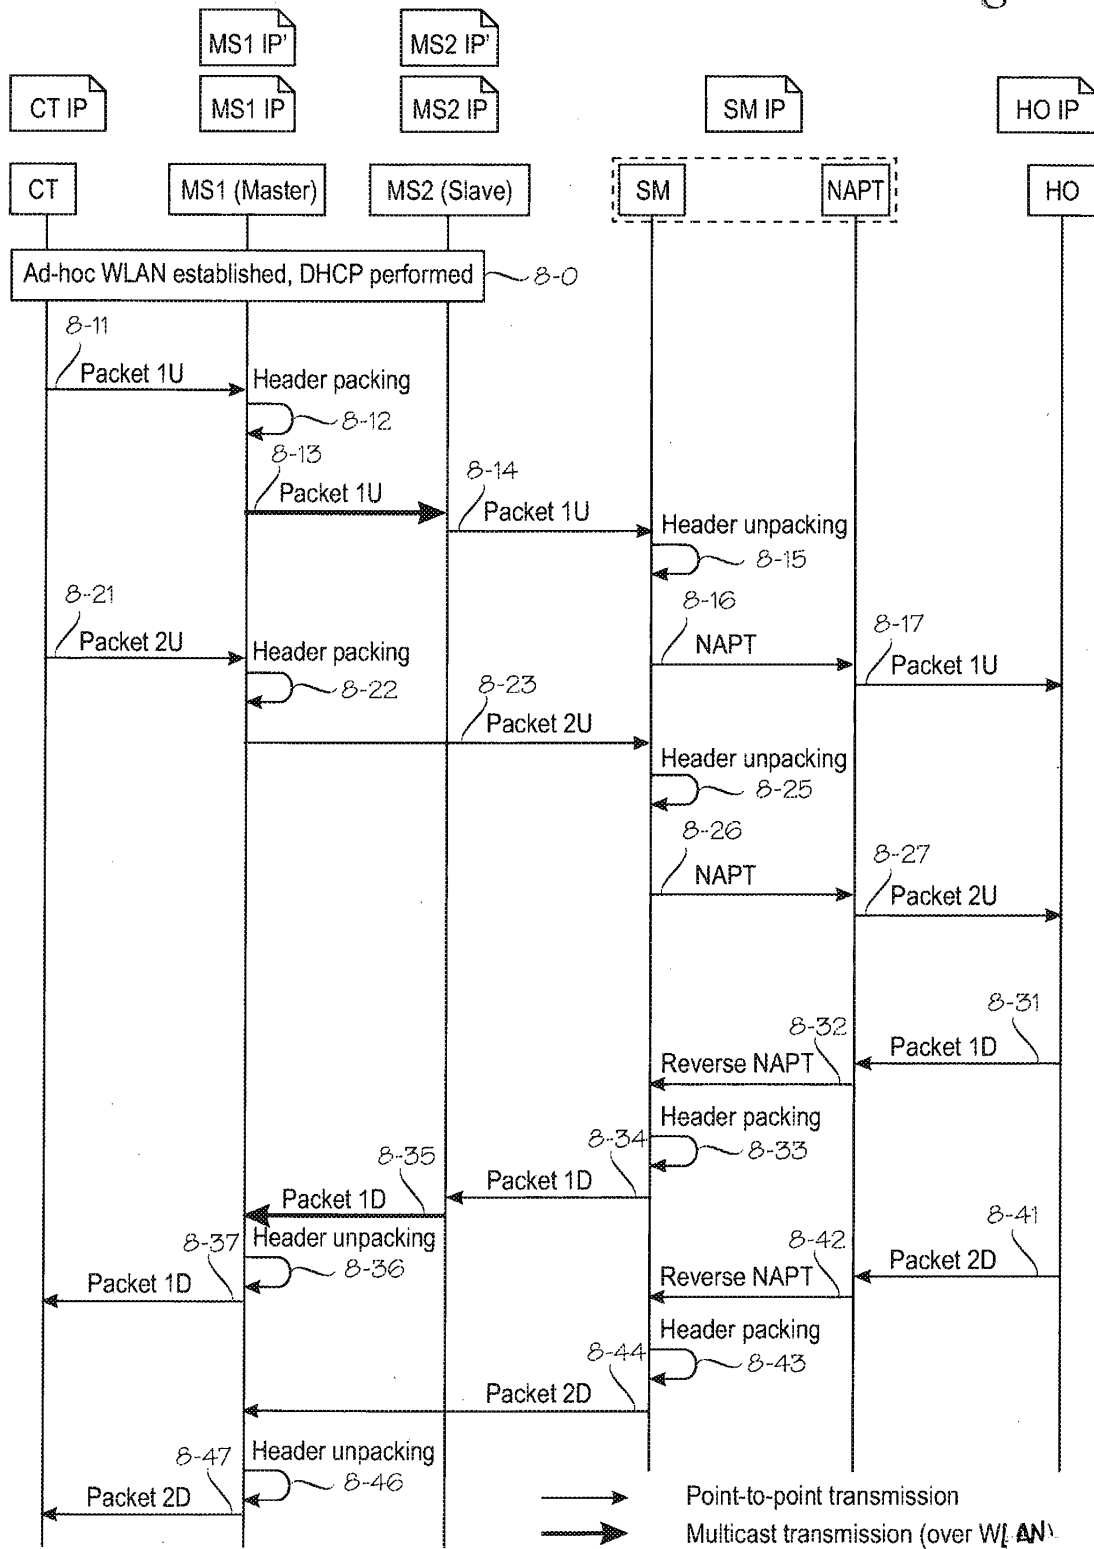 g
MS1 IP' MS2 IP'
CT IP MS1 IP MS2 IP SM IP HO IP
CT MS1 (Master) MS2 (Slave) SM NAPT HO
Ad-hoc WLAN established, DHCP performed 8-0
8-11
Packet 1U Header packing
8-12
8-13 8-14
Packet 1U Packet 1U Header unpacking
8-15
8-21 8-16 8-17
Packet 2U Header packing NAPT Packet 1U
8-22 8-23
Packet 2U
Header unpacking
8-25
8-26 8-27
NAPT Packet 2U
8-31
8-32 Packet 1D
Reverse NAPT
Header packing
8-35 8-34 8-33
Packet 1D Packet 1D
8-37 Header unpacking 8-42 8-41
Packet 1D 8-36 Reverse NAPT Packet 2D
Header packing
8-44 8-43
Packet 2D
8-47 Header unpacking
Packet 2D 8-46
Point-to-point transmission
Multicast transmission (over WLAN)